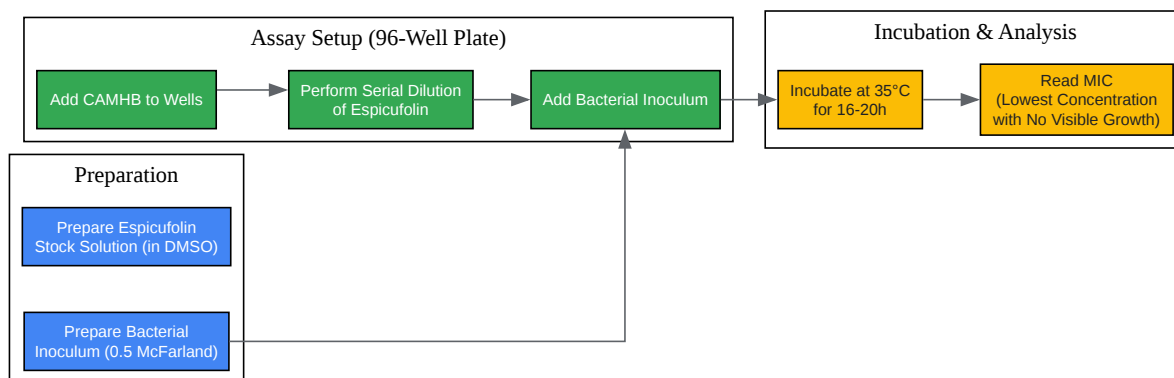 Assay Setup (96-Well Plate)
Add CAMHB to Wells
Perform Serial Dilution
of Espicufolin
Add Bacterial Inoculum
Incubation & Analysis
Incubate at 35°C
for 16-20h
Read MIC
(Lowest Concentration
with No Visible Growth)
Preparation
Prepare Espicufolin
Stock Solution (in DMSO)
Prepare Bacterial
Inoculum (0.5 McFarland)